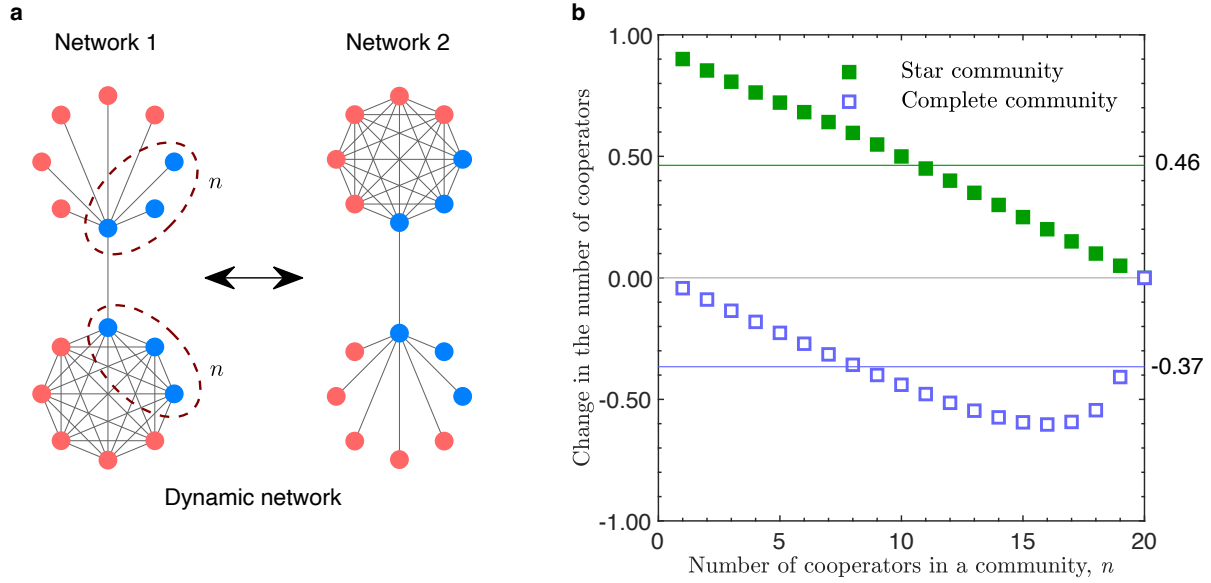 a
Network 1
Network 2
n
n
Dynamic network
b
Change in the number of cooperators
1.00
0.50
0.00
-0.50
-1.00
Star community
Complete community
0.46
-0.37
0
5
10
15
20
Number of cooperators in a community, n